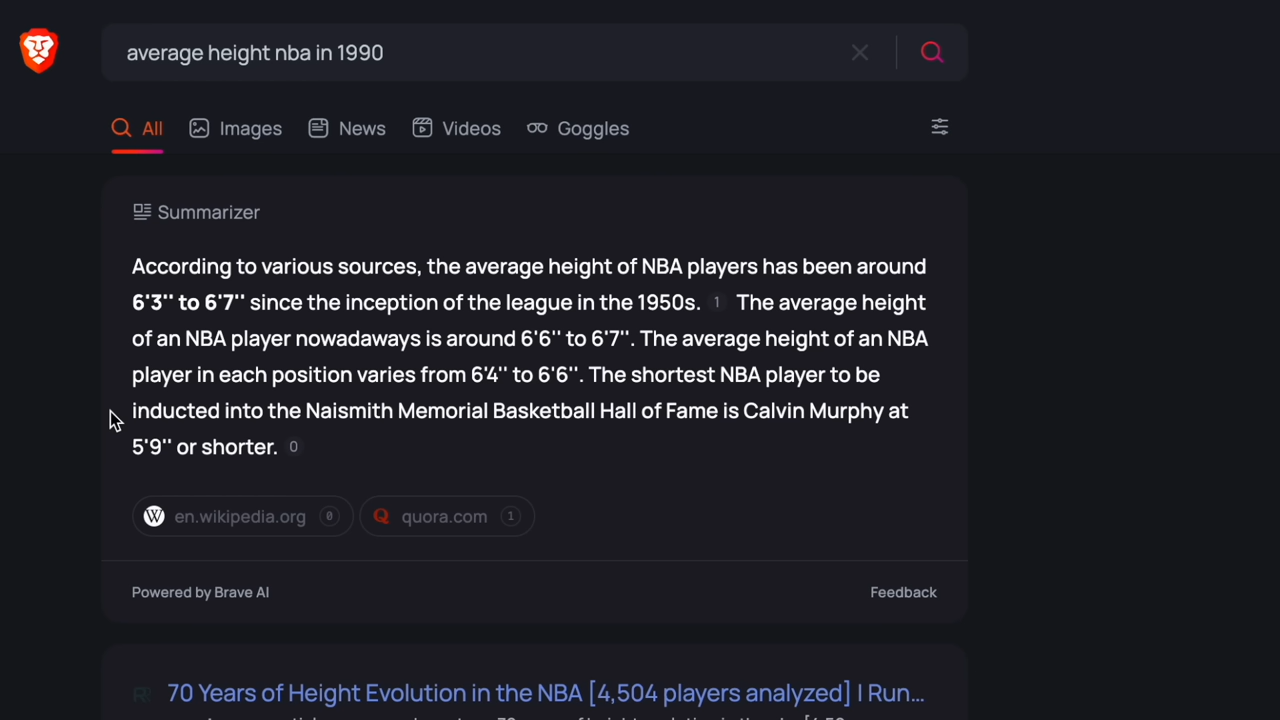 average height nba in 1990
All Images News Videos Goggles
Summarizer
According to various sources, the average height of NBA players has been around
6'3'' to 6'7'' since the inception of the league in the 1950s. 1 The average height
of an NBA player nowadaways is around 6'6'' to 6'7''. The average height of an NBA
player in each position varies from 6'4'' to 6'6''. The shortest NBA player to be
inducted into the Naismith Memorial Basketball Hall of Fame is Calvin Murphy at
5'9'' or shorter. 0
W en.wikipedia.org 0 Q quora.com 1
Powered by Brave AI Feedback
70 Years of Height Evolution in the NBA [4,504 players analyzed] | Run...